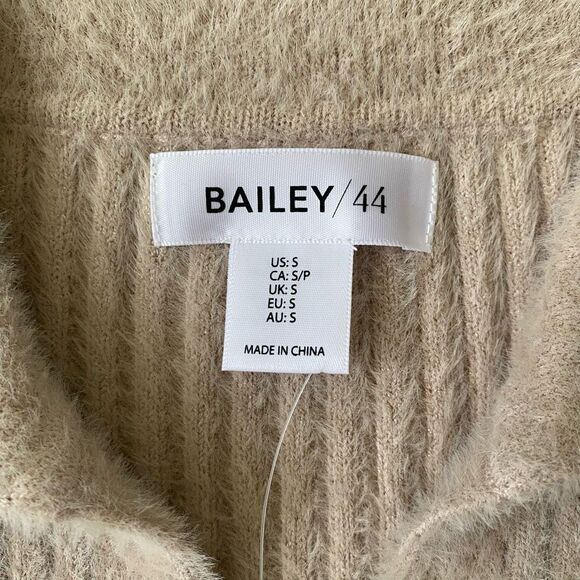 BAILEY/44
US: S
CA: S/P
UK: S
EU: S
AU: S
MADE IN CHINA